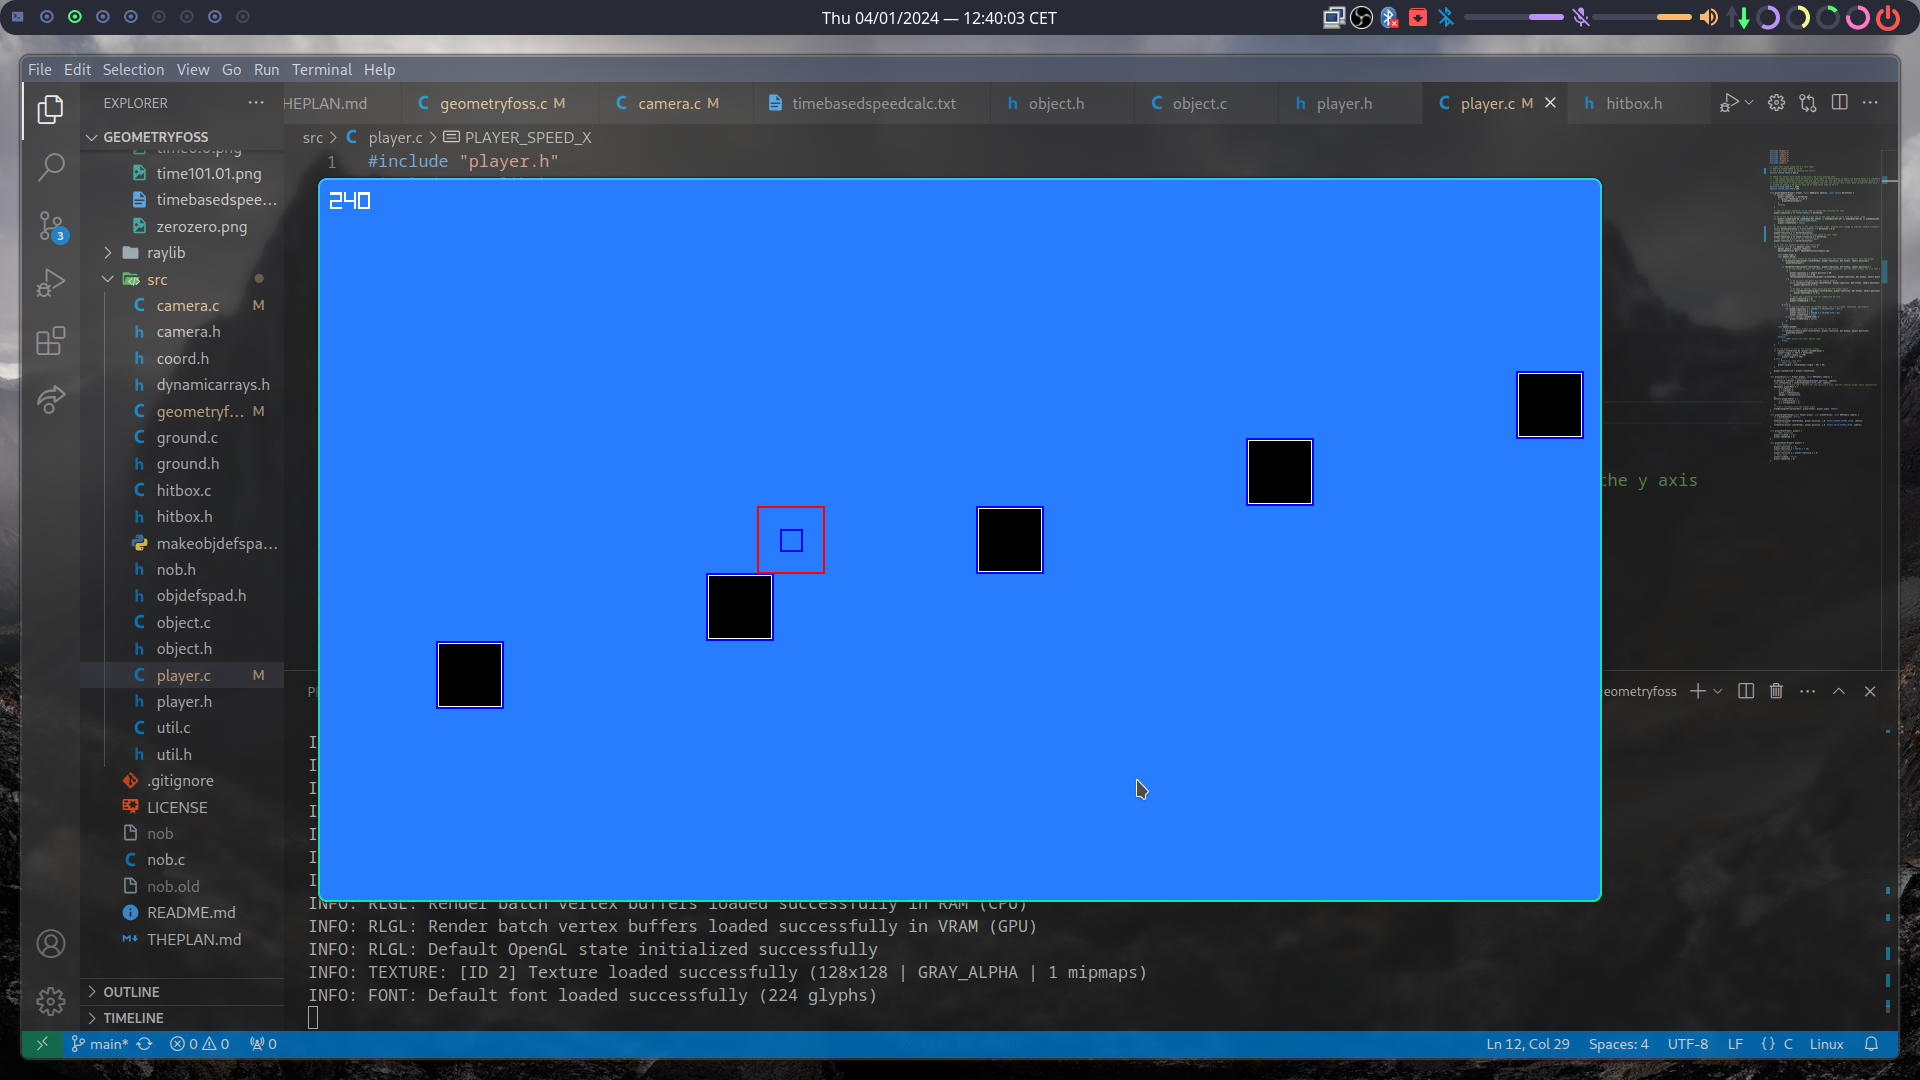 Thu 04/01/2024 — 12:40:03 CET
File Edit Selection View Go Run Terminal Help
EXPLORER
HEPLAN.md geometryfoss.c M camera.c M timebasedspeedcalc.txt object.h object.c player.h player.c M hitbox.h
GEOMETRYFOSS
src > player.c > PLAYER_SPEED_X
1 #include "player.h"
time101.01.png
timebasedspee...
zerozero.png
raylib
src
camera.c M
camera.h
coord.h
dynamicarrays.h
geometryf... M
ground.c
ground.h
hitbox.c
hitbox.h
makeobjdefspa...
nob.h
objdefspad.h
object.c
object.h
player.c M
player.h
util.c
util.h
.gitignore
LICENSE
nob
nob.c
nob.old
README.md
THEPLAN.md
OUTLINE
TIMELINE
3
240
the y axis
eometryfoss
INFO: RLGL: Render batch vertex buffers loaded successfully in RAM (CPU)
INFO: RLGL: Render batch vertex buffers loaded successfully in VRAM (GPU)
INFO: RLGL: Default OpenGL state initialized successfully
INFO: TEXTURE: [ID 2] Texture loaded successfully (128x128 | GRAY_ALPHA | 1 mipmaps)
INFO: FONT: Default font loaded successfully (224 glyphs)
main* 0 0 0 Ln 12, Col 29 Spaces: 4 UTF-8 LF {} C Linux